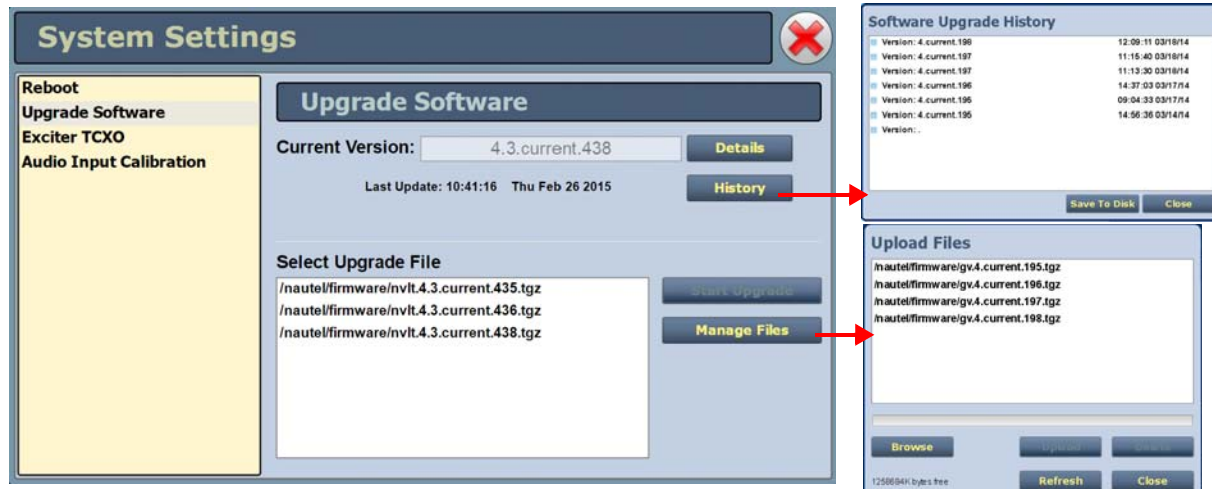 System Settings
Reboot
Upgrade Software
Exciter TCXO
Audio Input Calibration
Upgrade Software
Current Version:
4.3.current.438
Details
Last Update: 10:41:16 Thu Feb 26 2015
History
Select Upgrade File
/nautel/firmware/nvlt.4.3.current.435.tgz
/nautel/firmware/nvlt.4.3.current.436.tgz
/nautel/firmware/nvlt.4.3.current.438.tgz
Start Upgrade
Manage Files
Software Upgrade History
Version: 4.current.198 12:09:11 03/18/14
Version: 4.current.197 11:15:40 03/18/14
Version: 4.current.197 11:13:30 03/18/14
Version: 4.current.196 14:37:03 03/17/14
Version: 4.current.195 09:04:33 03/17/14
Version: 4.current.195 14:56:36 03/14/14
Version: .
Save To Disk
Close
Upload Files
/nautel/firmware/gv.4.current.195.tgz
/nautel/firmware/gv.4.current.196.tgz
/nautel/firmware/gv.4.current.197.tgz
/nautel/firmware/gv.4.current.198.tgz
Browse
Upload
Delete
bytes free
Refresh
Close